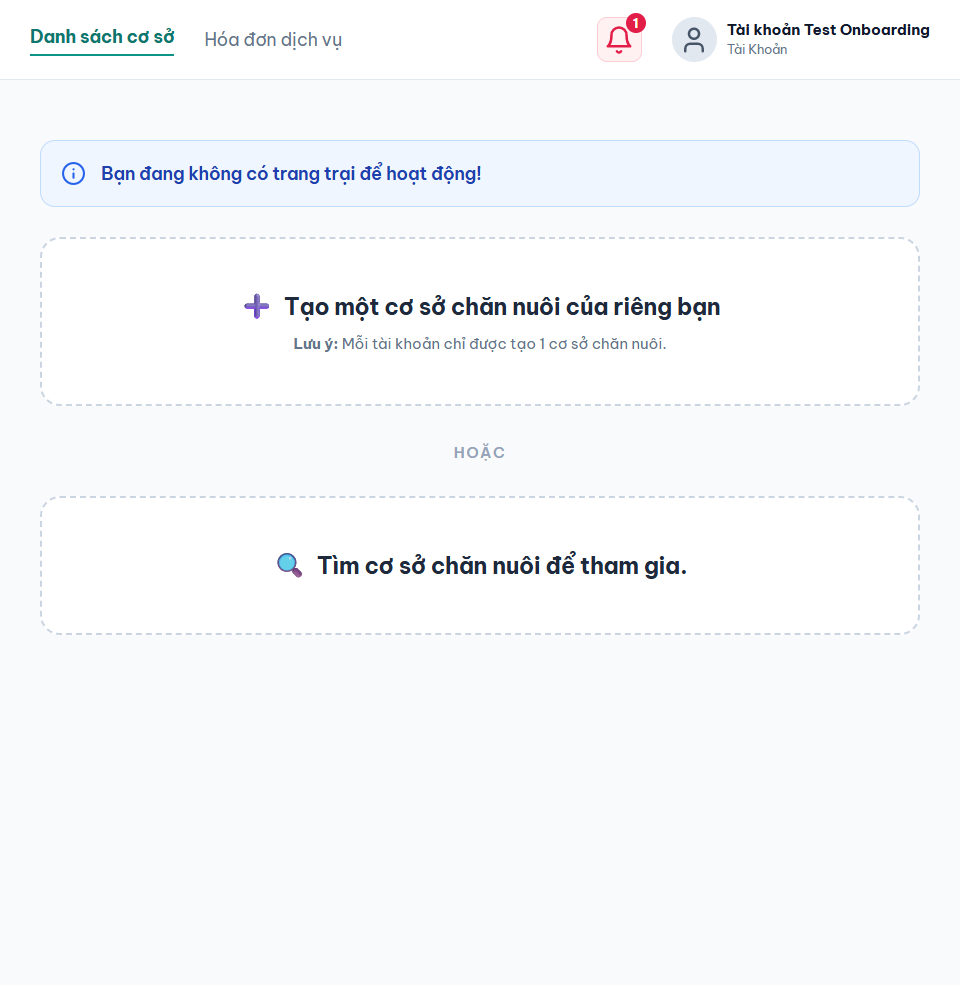 Danh sách cơ sở
Hóa đơn dịch vụ
1
Tài khoản Test Onboarding
Tài Khoản
Bạn đang không có trang trại để hoạt động!
Tạo một cơ sở chăn nuôi của riêng bạn
Lưu ý: Mỗi tài khoản chỉ được tạo 1 cơ sở chăn nuôi.
HOẶC
Tìm cơ sở chăn nuôi để tham gia.